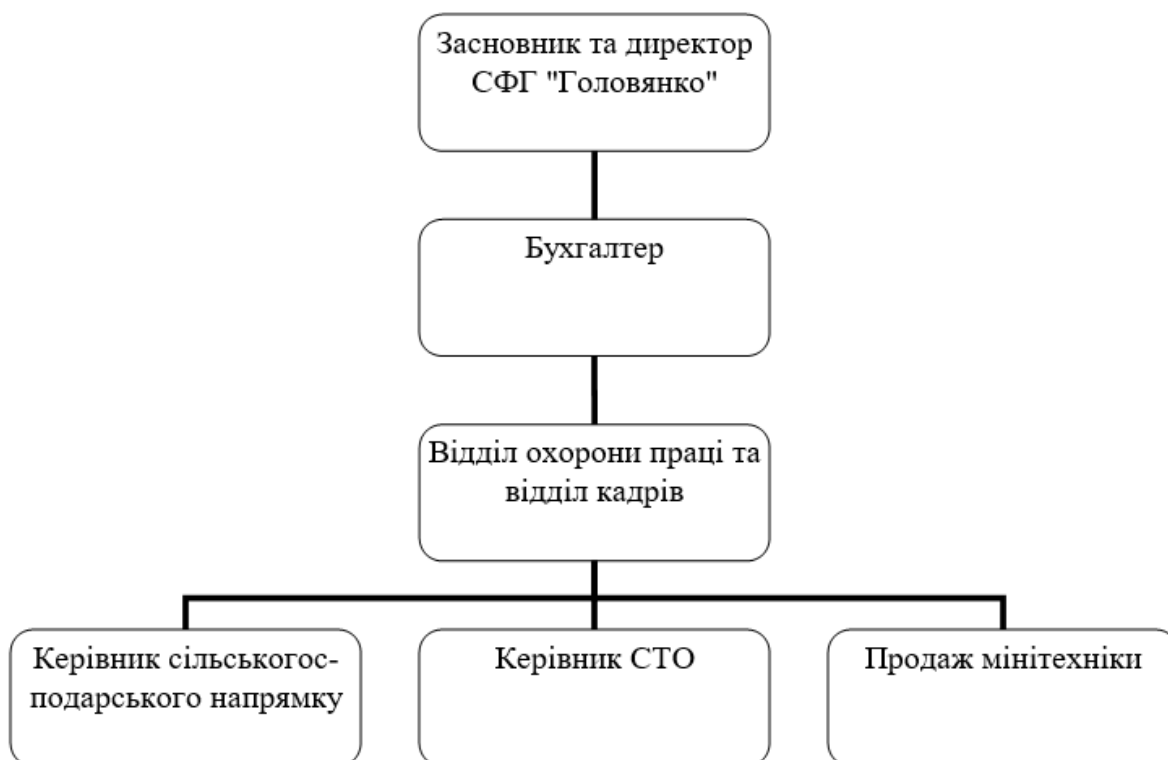 Засновник та директор
СФГ "Головянко"
Бухгалтер
Відділ охорони праці та
відділ кадрів
Керівник сільськогос-
подарського напрямку
Керівник СТО
Продаж мінітехніки